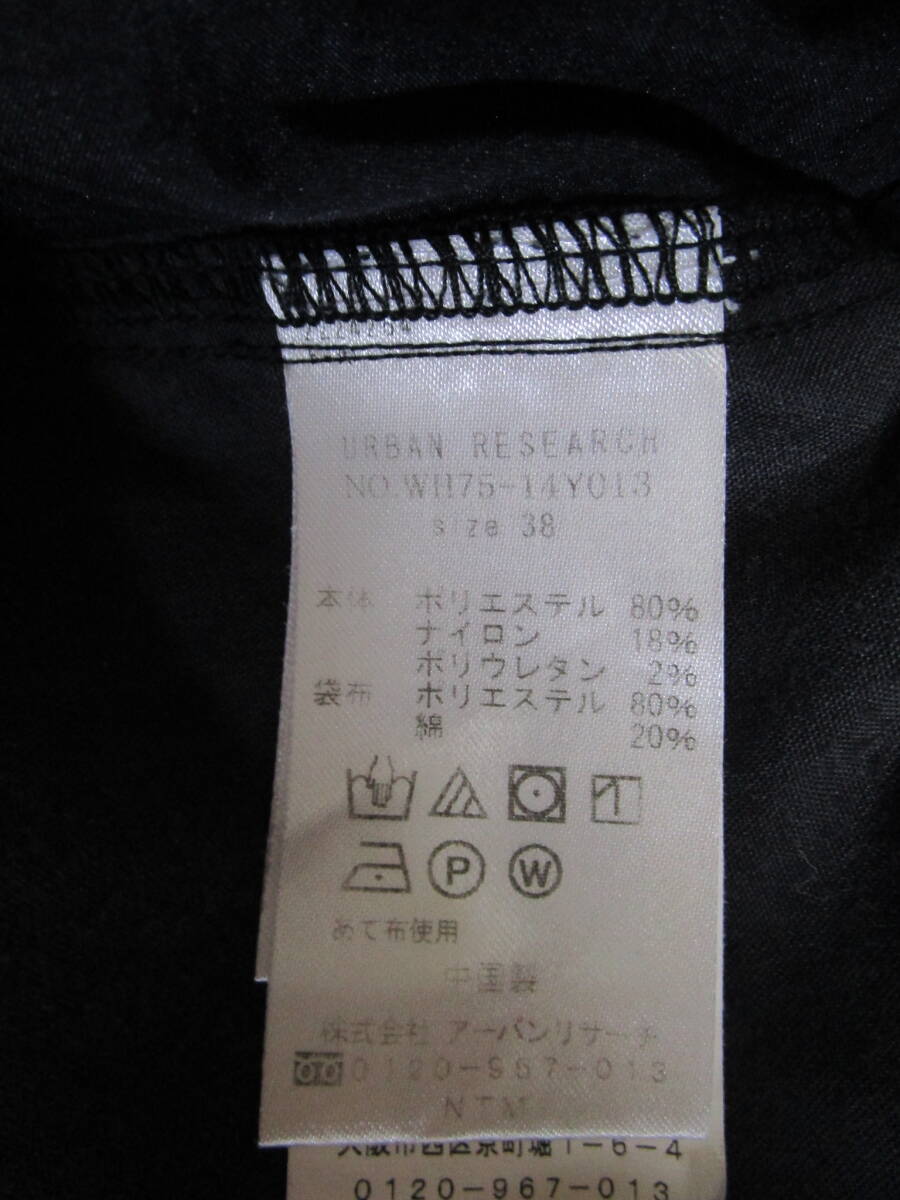 URBAN RESEARCH
NO.WH75-14Y013
size 38
本体 ポリエステル 80%
ナイロン 18%
ポリウレタン 2%
袋布 ポリエステル 80%
綿 20%
P W
あて布使用
中国製
株式会社 アーバンリサーチ
0120-967-013
NTM
大阪市西区京町堀1-6-4
0120-967-013